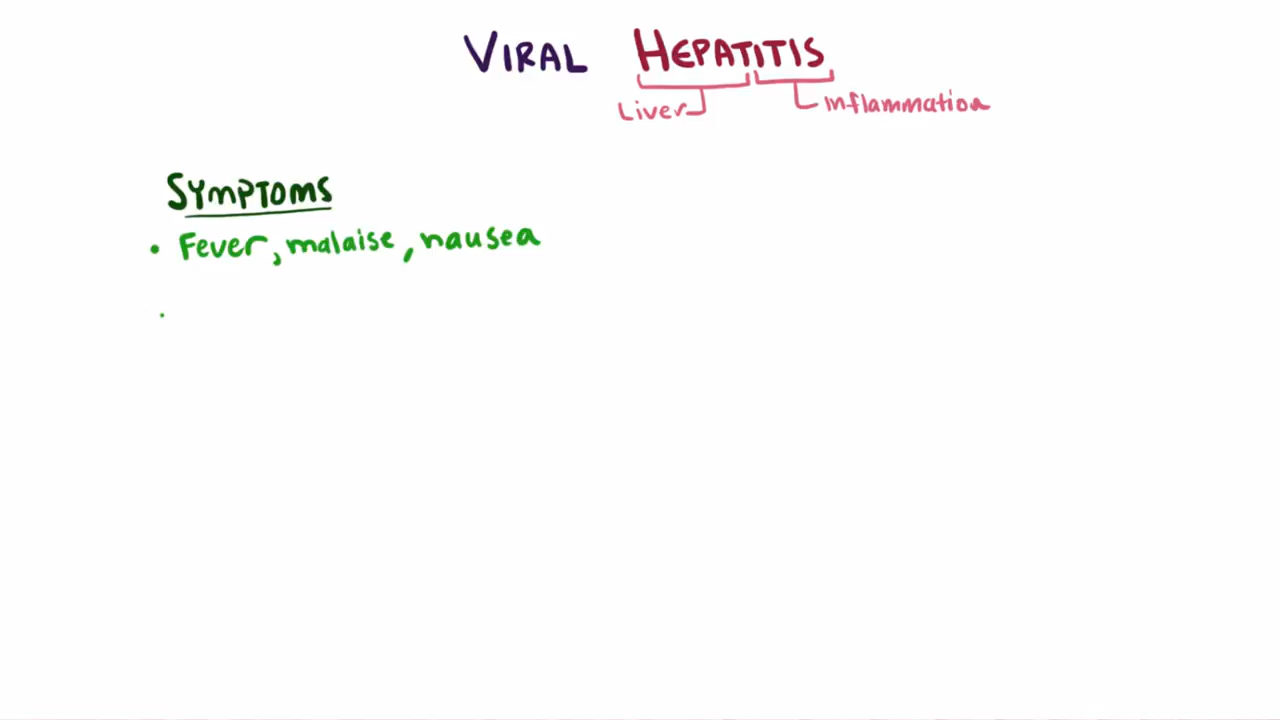 VIRAL HEPATITIS
Liver Inflammation
SYMPTOMS
• Fever, malaise, nausea
•